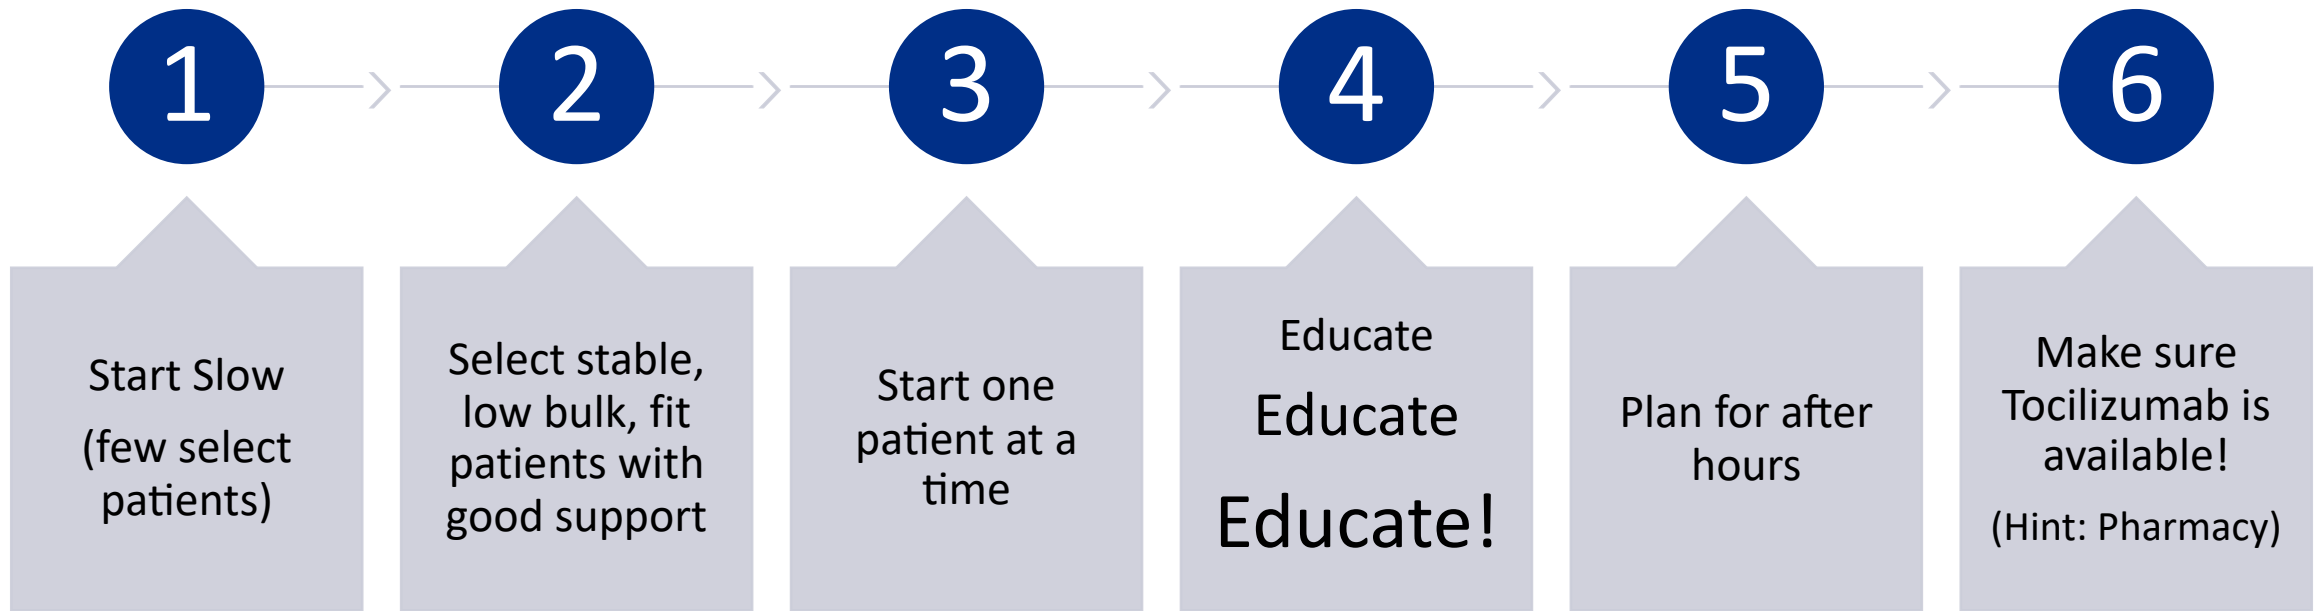 1
2
3
4
5
6
Start Slow
(few select
patients)
Select stable,
low bulk, fit
patients with
good support
Start one
patient at a
time
Educate
Educate
Educate!
Plan for after
hours
Make sure
Tocilizumab is
available!
(Hint: Pharmacy)